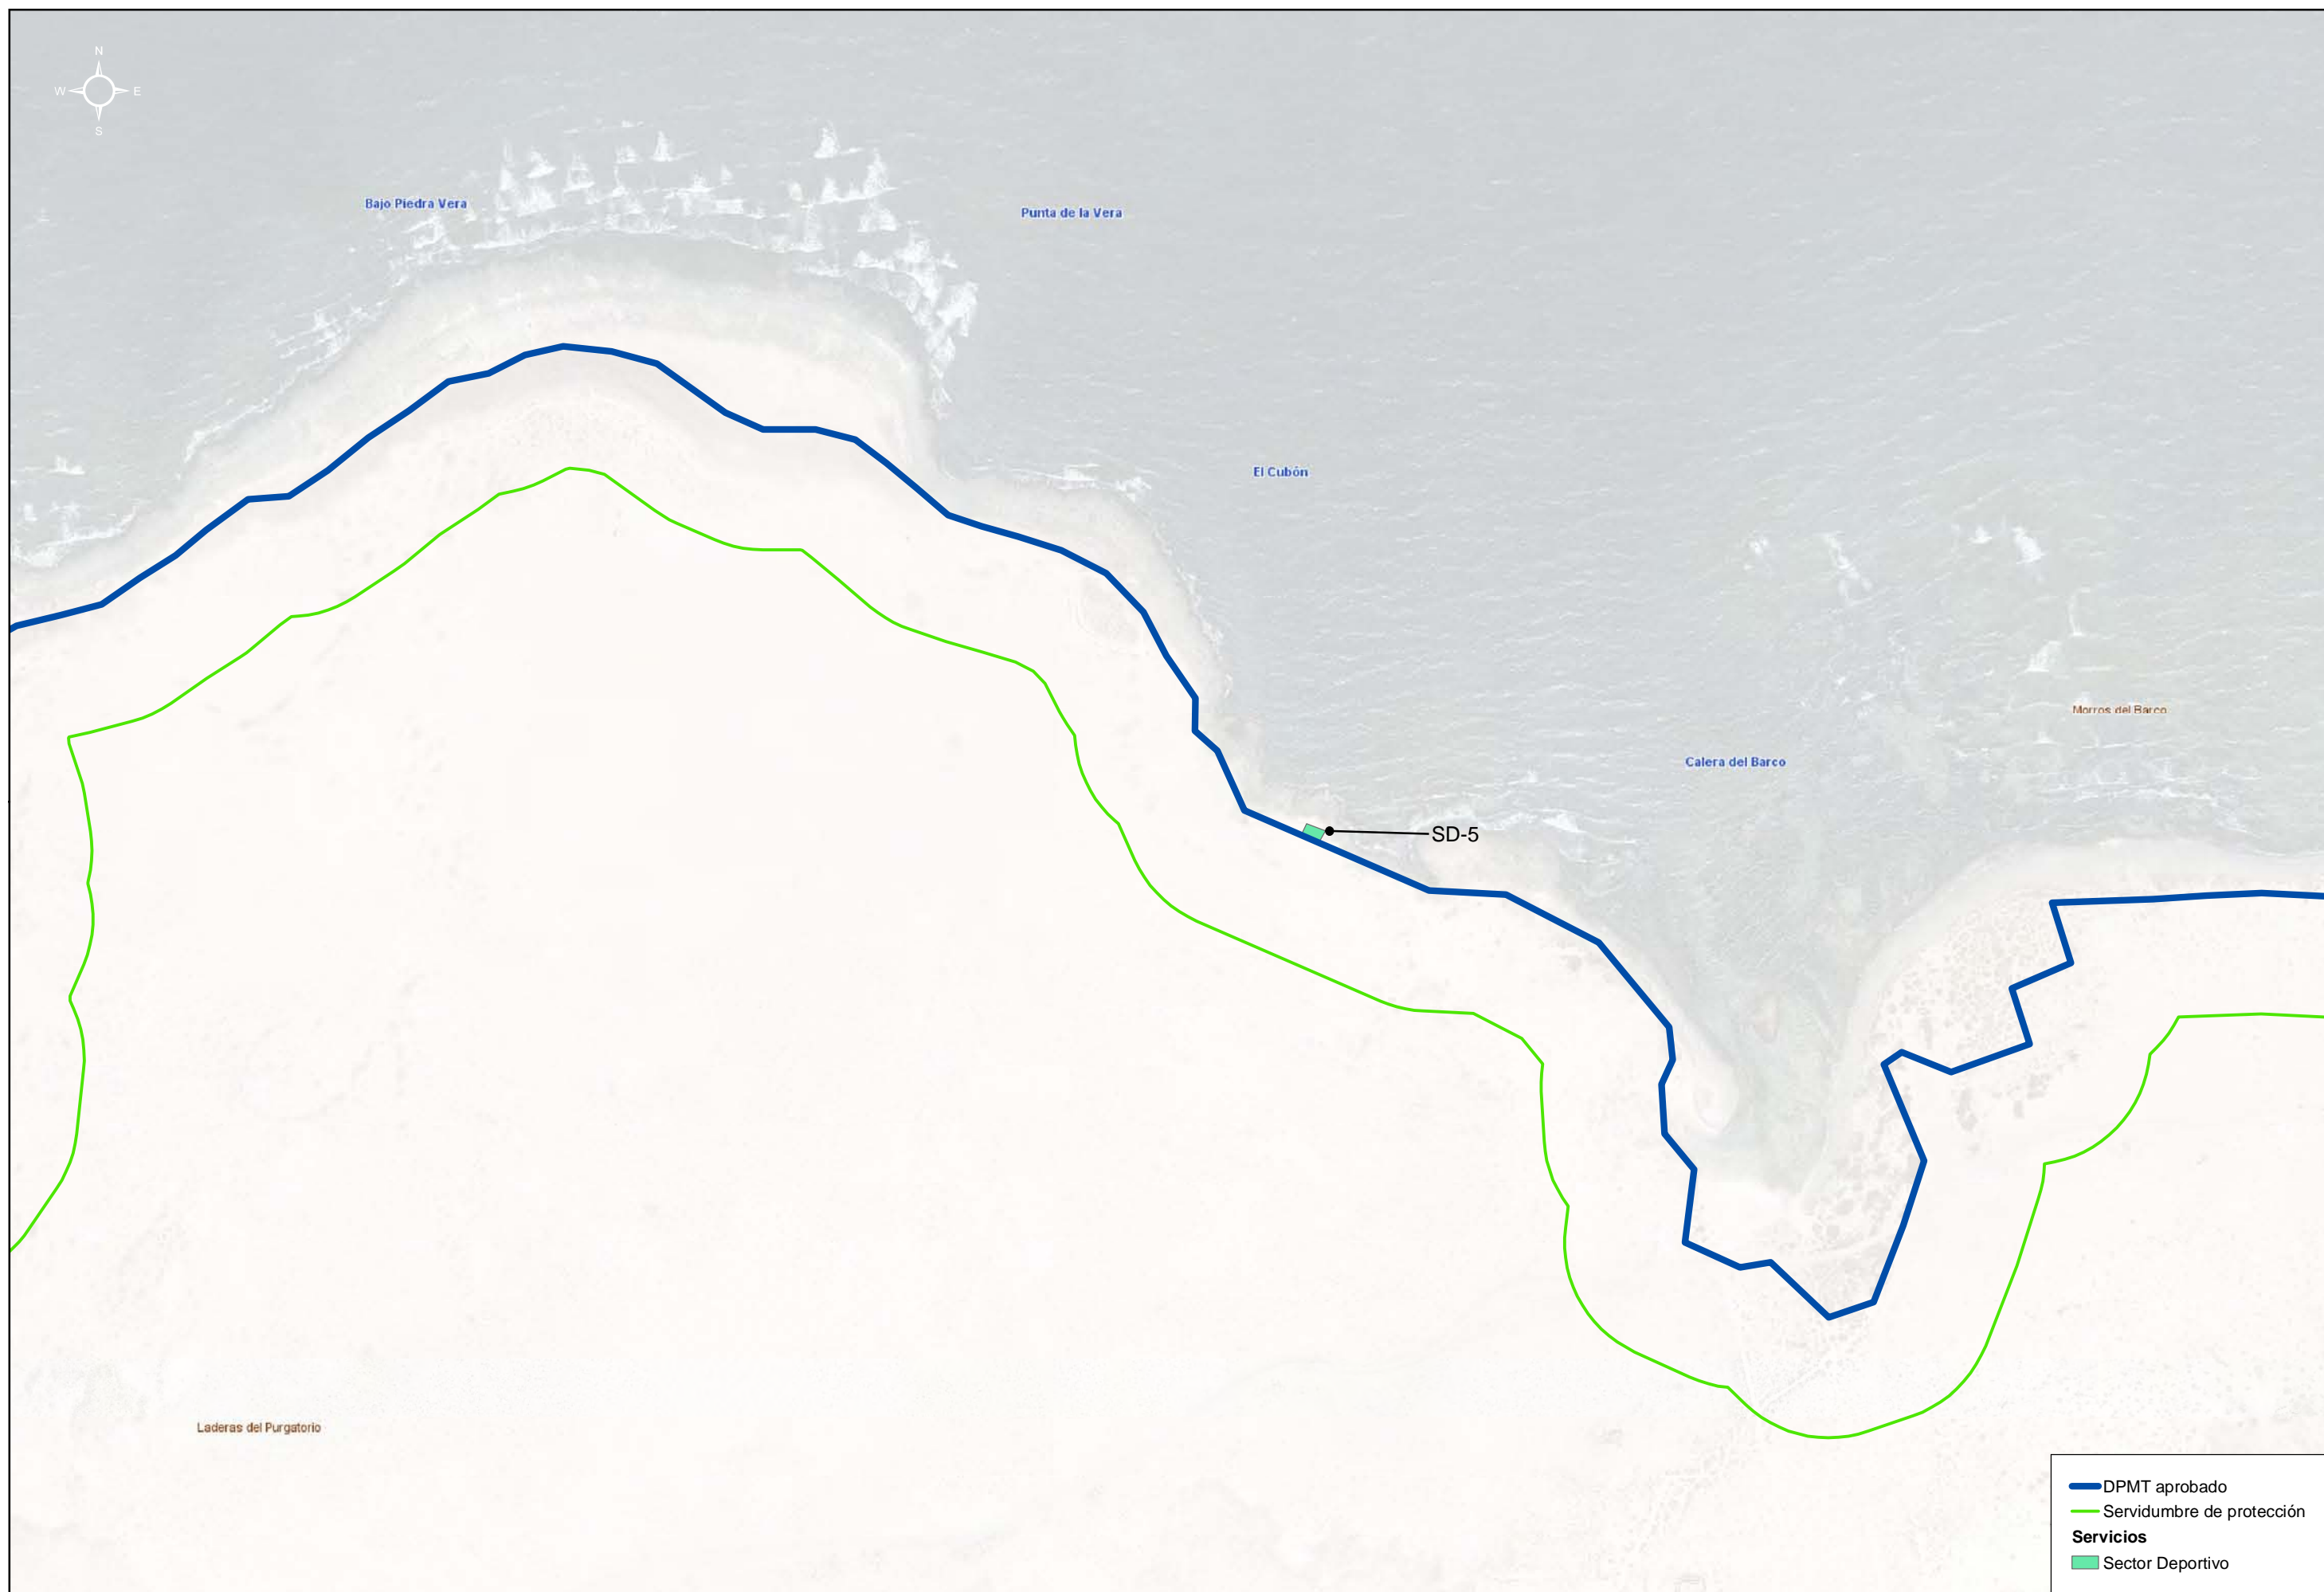 N
W E
S
Bajo Piedra Vera
Punta de la Vera
El Cubón
Morros del Barco
Calera del Barco
SD-5
Laderas del Purgatorio
DPMT aprobado
Servidumbre de protección
Servicios
Sector Deportivo